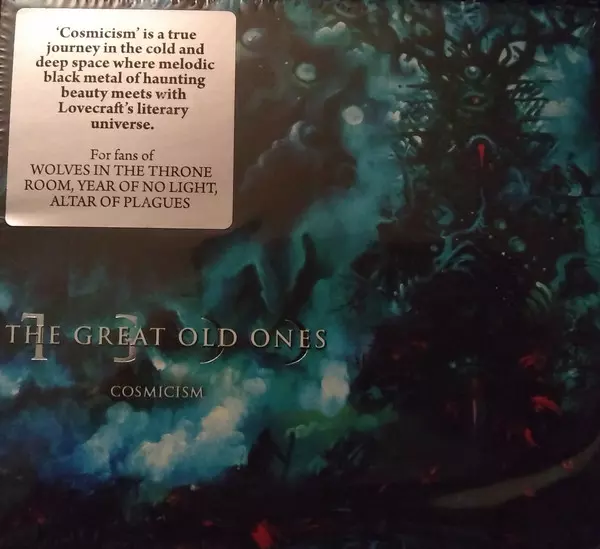 ‘Cosmicism’ is a true
journey in the cold and
deep space where melodic
black metal of haunting
beauty meets with
Lovecraft's literary
universe.
For fans of
WOLVES IN THE THRONE
ROOM, YEAR OF NO LIGHT,
ALTAR OF PLAGUES
THE GREAT OLD ONES
COSMICISM